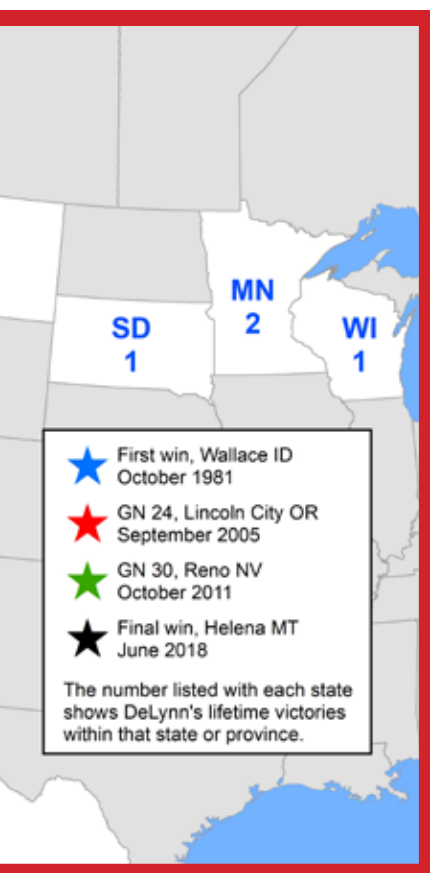 MN
2
SD
1
WI
1
First win, Wallace ID
October 1981
GN 24, Lincoln City OR
September 2005
GN 30, Reno NV
October 2011
Final win, Helena MT
June 2018
The number listed with each state
shows DeLynn's lifetime victories
within that state or province.